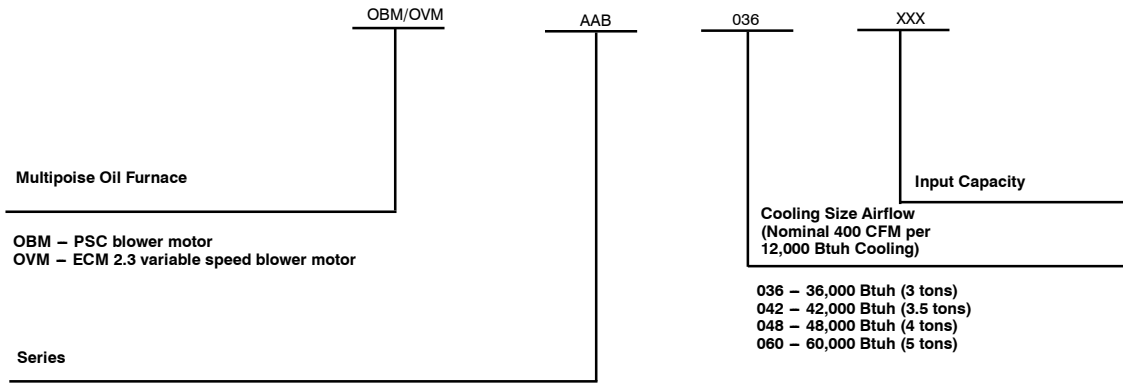 OBM/OVM
AAB
036
XXX
Multipoise Oil Furnace
OBM – PSC blower motor
OVM – ECM 2.3 variable speed blower motor
Series
Input Capacity
Cooling Size Airflow
(Nominal 400 CFM per
12,000 Btuh Cooling)
036 – 36,000 Btuh (3 tons)
042 – 42,000 Btuh (3.5 tons)
048 – 48,000 Btuh (4 tons)
060 – 60,000 Btuh (5 tons)